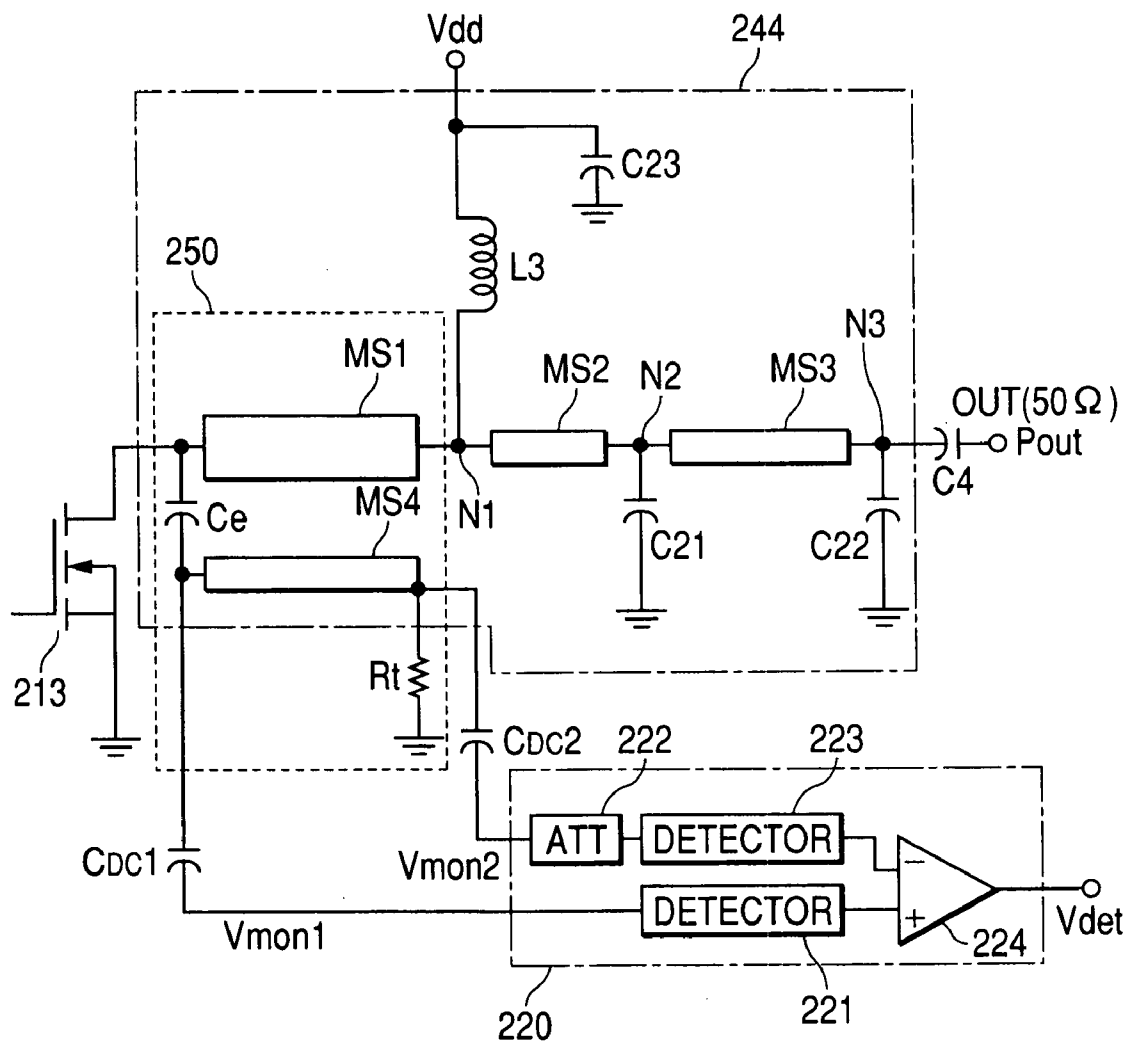 Vdd
244
C23
250
L3
N3
MS1
MS2
N2
MS3
OUT(50Ω)
Pout
C4
N1
MS4
Ce
C21
C22
213
Rt
CDC2
222
223
ATT
DETECTOR
CDC1
Vmon2
−
DETECTOR
+
Vmon1
224
Vdet
220
221